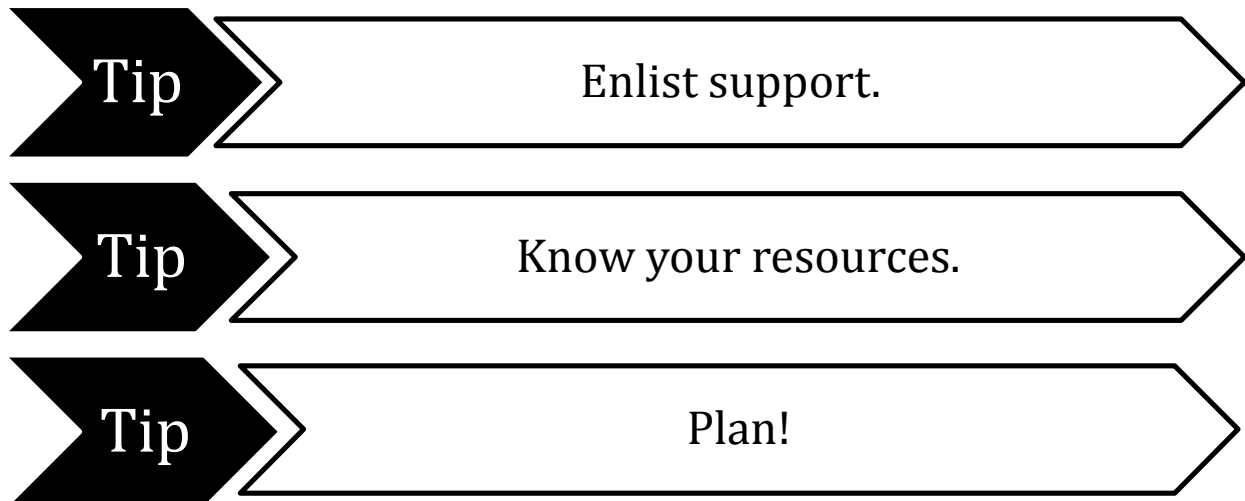 Tip
Enlist support.
Tip
Know your resources.
Tip
Plan!